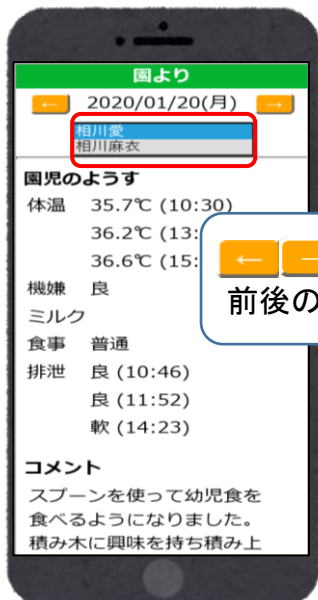 園より
← 2020/01/20(月) →
相川愛
相川麻衣
園児のようす
体温 35.7℃ (10:30)
36.2℃ (13:
36.6℃ (15:
機嫌 良
ミルク
食事 普通
排泄 良 (10:46)
良 (11:52)
軟 (14:23)
← 
前後の
コメント
スプーンを使って幼児食を
食べるようになりました。
積み木に興味を持ち積み上